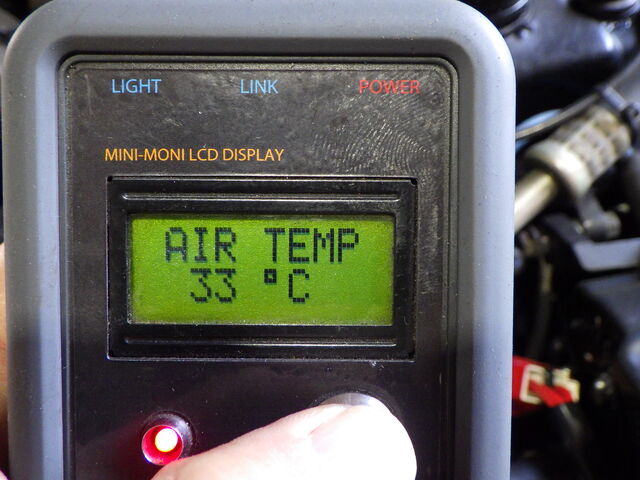 LIGHT LINK POWER
MINI-MONI LCD DISPLAY
AIR TEMP
33 °C